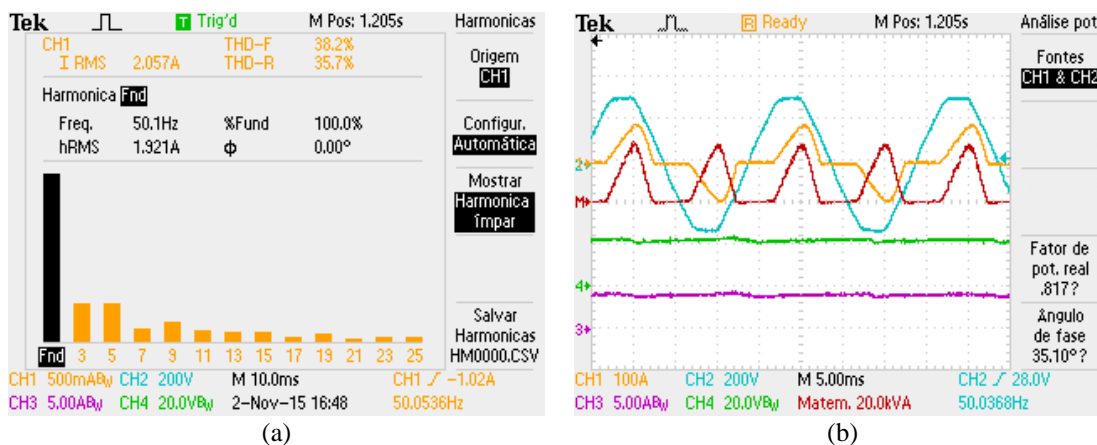 Tek Trig'd M Pos: 1.205s Harmonicas
CH1 THD-F 38.2%
I RMS 2.057A THD-R 35.7%
Origem
CH1
Harmonica Fnd
Freq. 50.1Hz %Fund 100.0%
hRMS 1.921A Φ 0.00°
Configur.
Automática
Mostrar
Harmonica
ímpar
Salvar
Harmonicas
HM0000.CSV
Fnd 3 5 7 9 11 13 15 17 19 21 23 25
CH1 500mABW CH2 200V M 10.0ms CH1 -1.02A
CH3 5.00ABW CH4 20.0VBW 2-Nov-15 16:48 50.0536Hz
(a)
Tek R Ready M Pos: 1.205s Análise pot
Fontes
CH1 & CH2
2
M
4
3
Fator de
pot. real
.817?
Ângulo
de fase
35.10°?
CH1 100A CH2 200V M 5.00ms CH2 28.0V
CH3 5.00ABW CH4 20.0VBW Matem. 20.0kVA 50.0368Hz
(b)